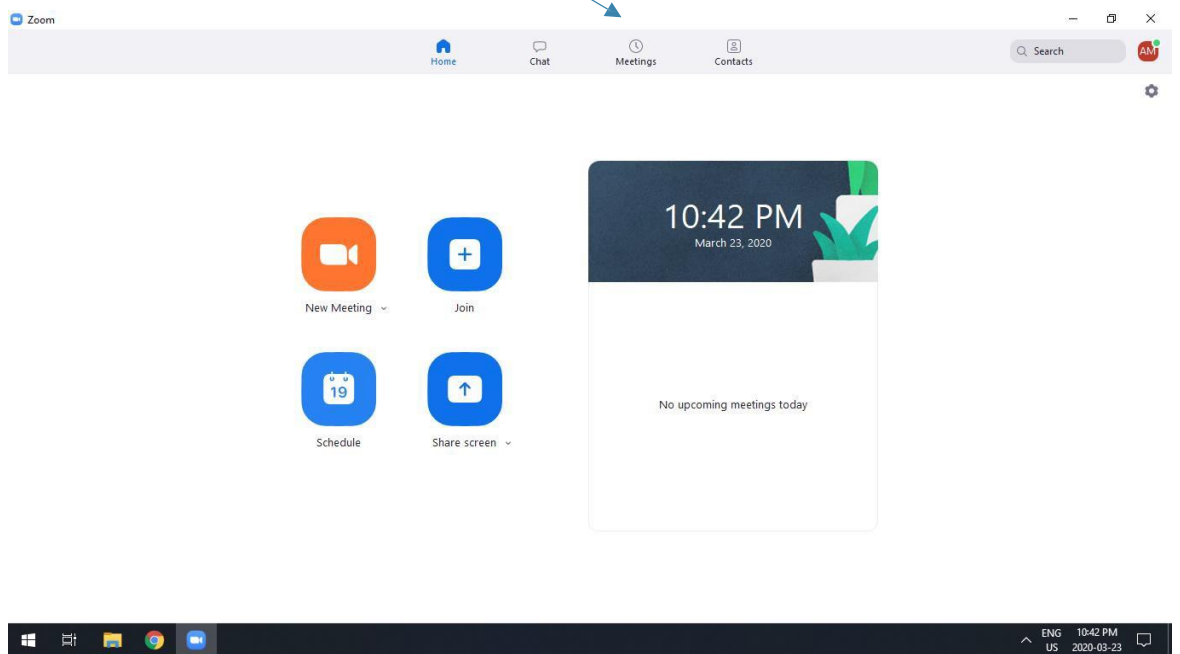 Zoom
Home
Chat
Meetings
Contacts
Search
AM
10:42 PM
March 23, 2020
New Meeting
Join
19
Schedule
Share screen
No upcoming meetings today
ENG
US
10:42 PM
2020-03-23